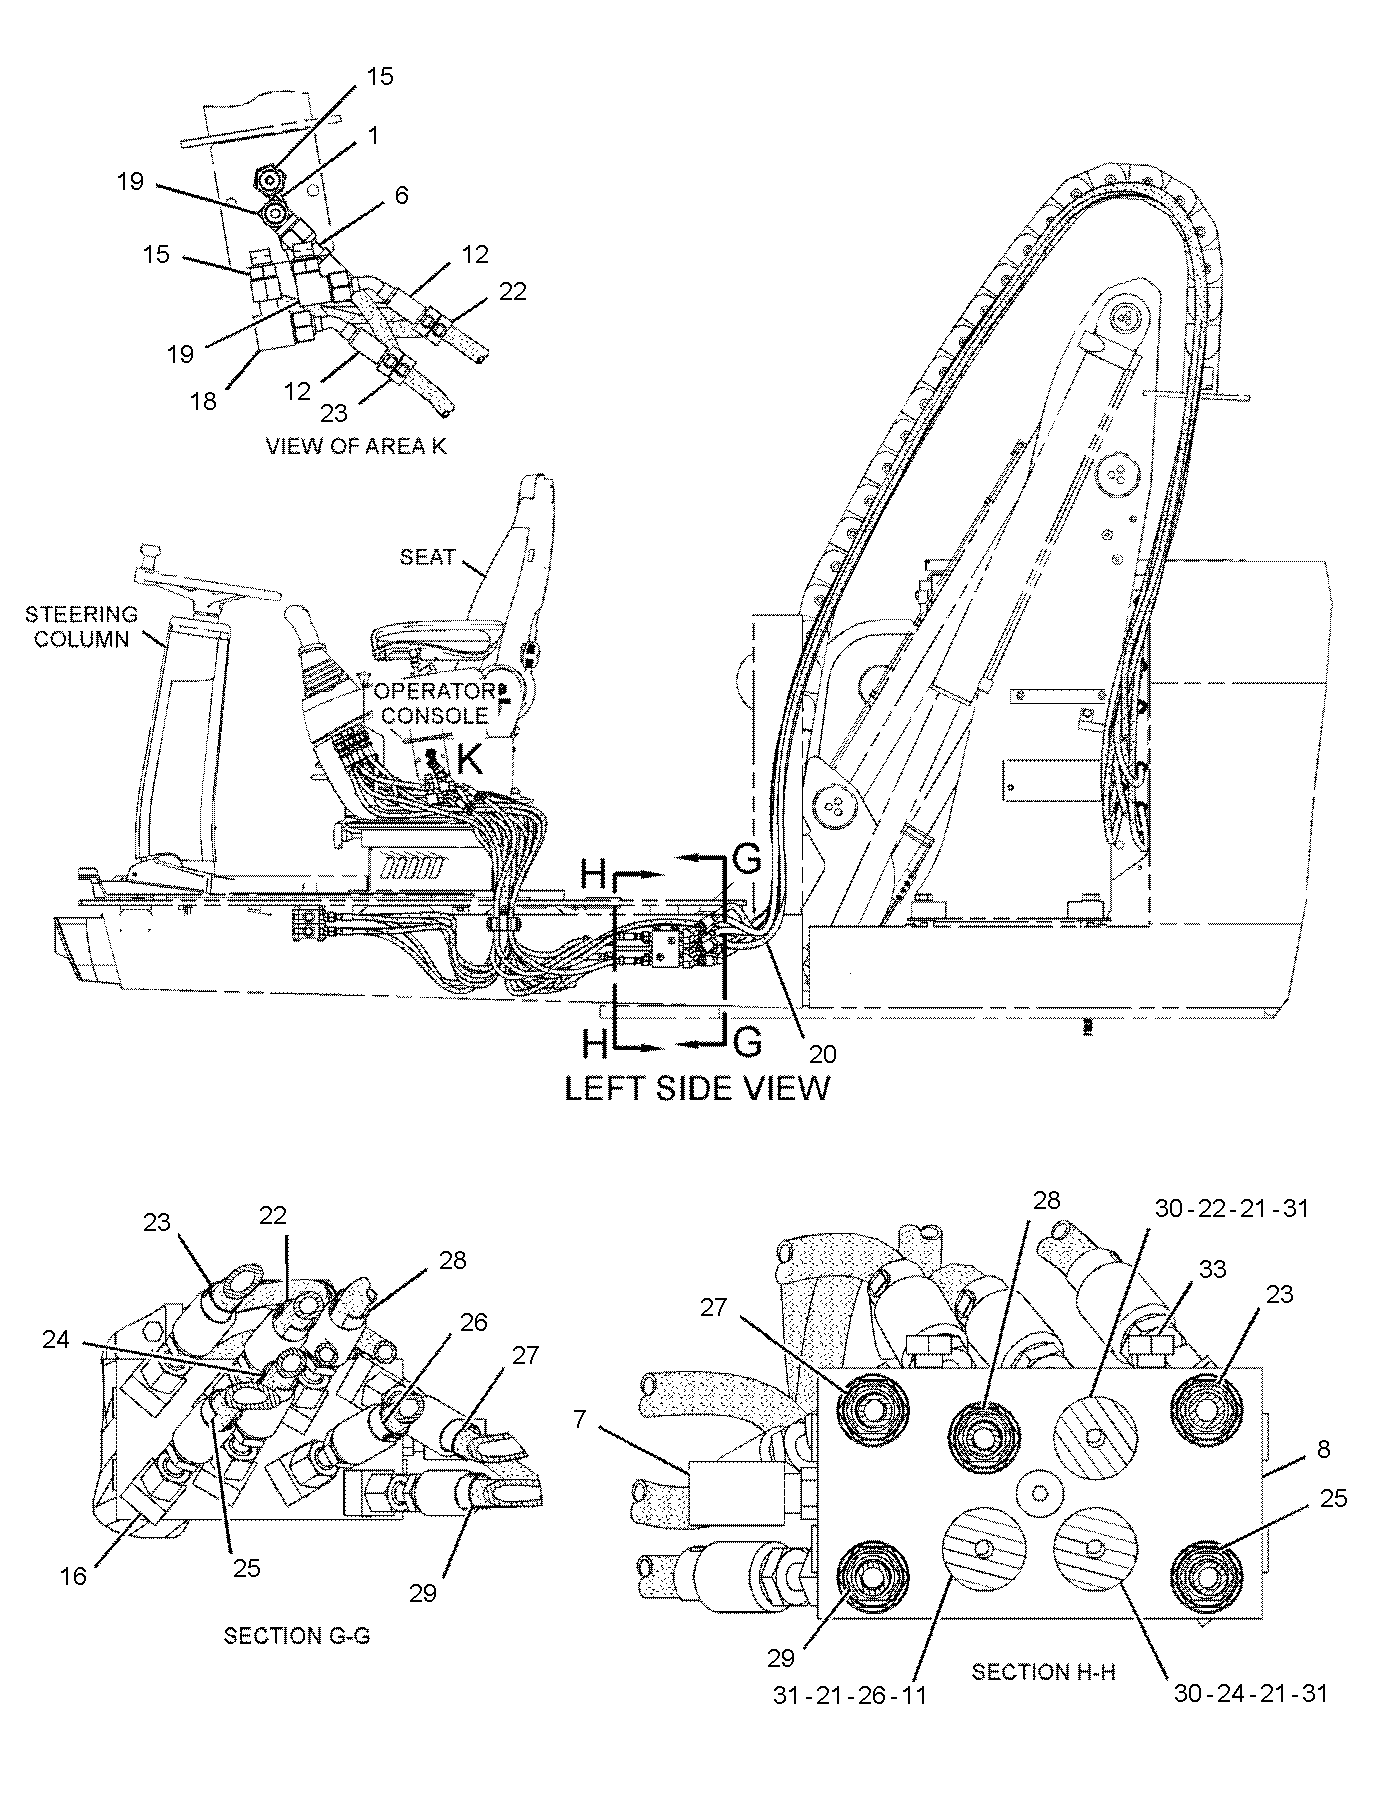 15
1
19
6
15
12
22
19
12
18
23
VIEW OF AREA K
SEAT
STEERING
COLUMN
OPERATOR
CONSOLE
F
K
H
G
H
G
20
LEFT SIDE VIEW
23
22
28
24
26
27
16
25
29
SECTION G-G
28
30-22-21-31
33
27
23
7
8
25
29
SECTION H-H
31-21-26-11
30-24-21-31